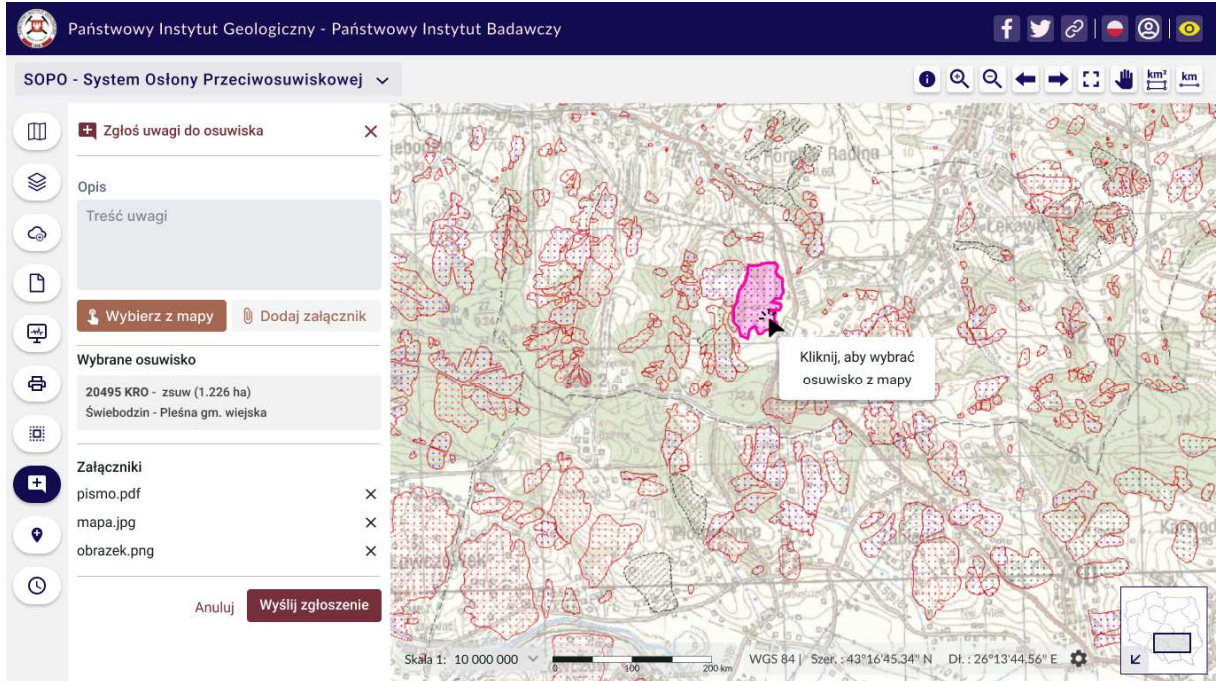 Państwowy Instytut Geologiczny - Państwowy Instytut Badawczy
SOPO - System Osłony Przeciwosuwiskowej
km²
km
Zgłoś uwagi do osuwiska
Opis
Treść uwagi
Wybierz z mapy
Dodaj załącznik
Wybrane osuwisko
20495 KRO - zsuw (1.226 ha)
Świebodzin - Pleśna gm. wiejska
Załączniki
pismo.pdf
mapa.jpg
obrazek.png
Anuluj
Wyślij zgłoszenie
Radlna
Łękawka
Kliknij, aby wybrać
osuwisko z mapy
Skala 1: 10 000 000
0 100 200 km
WGS 84 | Szer. : 43°16'45.34" N Dł. : 26°13'44.56" E